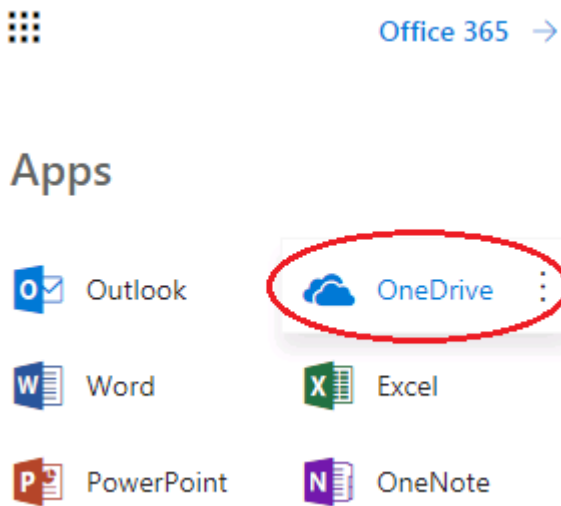 Office 365 →
Apps
Outlook OneDrive
Word Excel
PowerPoint OneNote